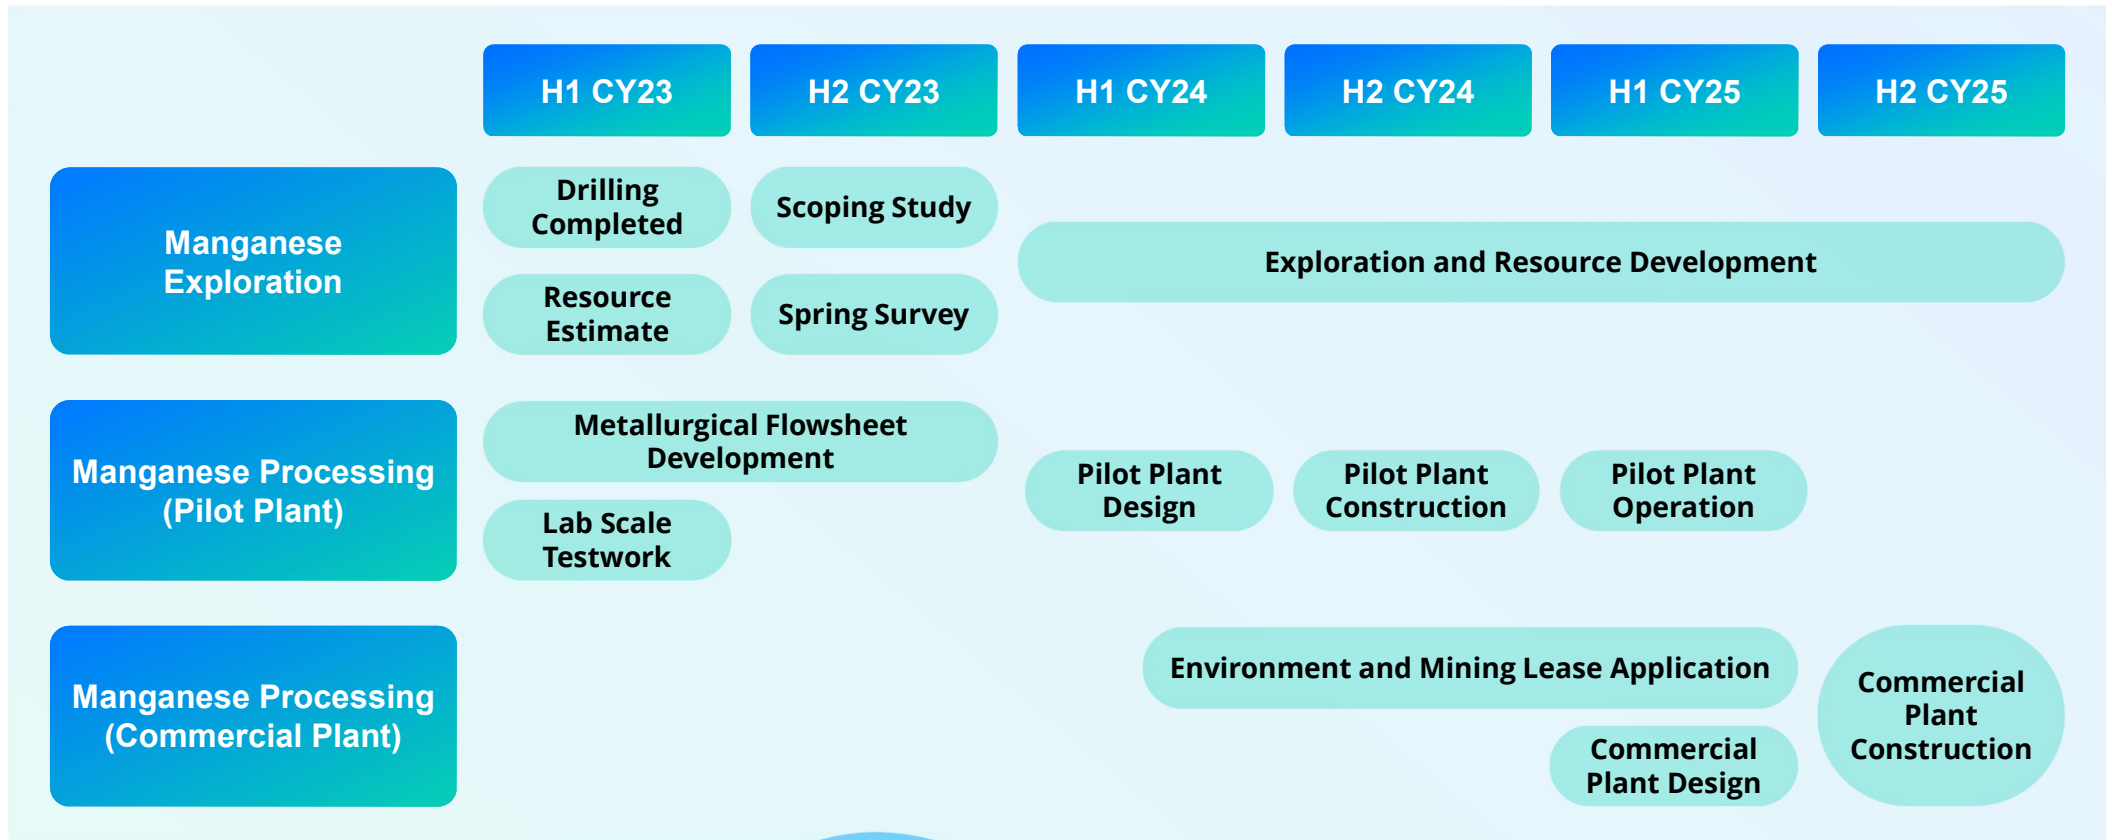 H1 CY23
H2 CY23
H1 CY24
H2 CY24
H1 CY25
H2 CY25
Manganese
Exploration
Drilling
Completed
Scoping Study
Resource
Estimate
Spring Survey
Exploration and Resource Development
Manganese Processing
(Pilot Plant)
Metallurgical Flowsheet
Development
Lab Scale
Testwork
Pilot Plant
Design
Pilot Plant
Construction
Pilot Plant
Operation
Manganese Processing
(Commercial Plant)
Environment and Mining Lease Application
Commercial
Plant Design
Commercial
Plant
Construction